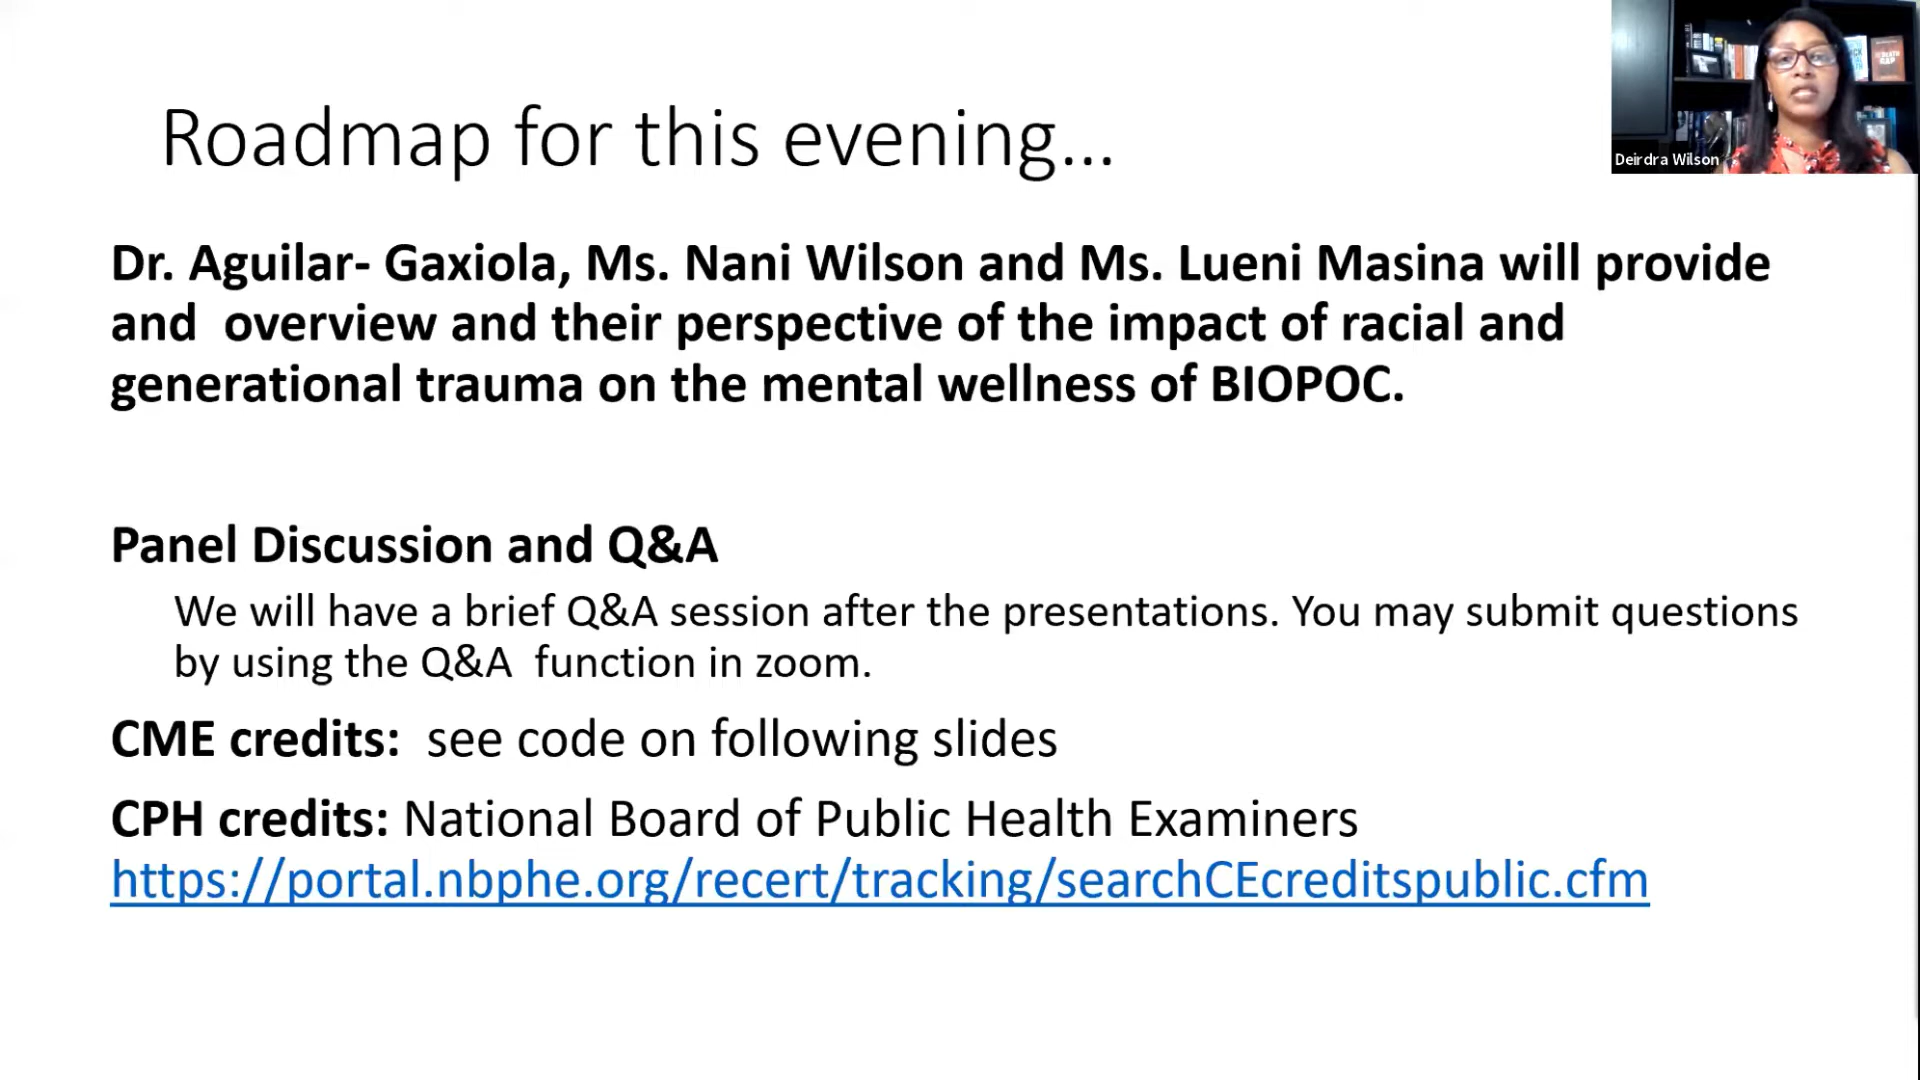 Roadmap for this evening...
Deirdra Wilson
Dr. Aguilar- Gaxiola, Ms. Nani Wilson and Ms. Lueni Masina will provide
and  overview and their perspective of the impact of racial and
generational trauma on the mental wellness of BIOPOC.
Panel Discussion and Q&A
We will have a brief Q&A session after the presentations. You may submit questions
by using the Q&A  function in zoom.
CME credits:  see code on following slides
CPH credits: National Board of Public Health Examiners
https://portal.nbphe.org/recert/tracking/searchCEcreditspublic.cfm